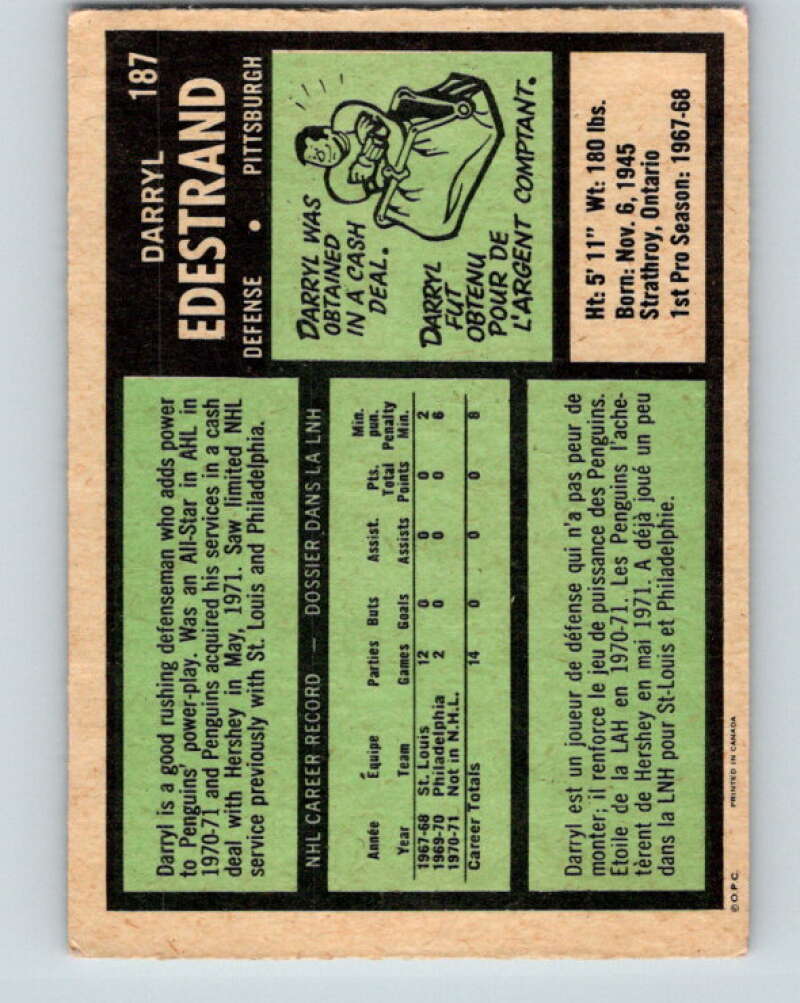 187
DARRYL
EDESTRAND
DEFENSE • PITTSBURGH
DARRYL WAS
OBTAINED
IN A CASH
DEAL.
DARRYL
FUT
OBTENU
POUR DE
L'ARGENT COMPTANT.
Ht: 5' 11" Wt: 180 lbs.
Born: Nov. 6, 1945
Strathroy, Ontario
1st Pro Season: 1967-68
Darryl is a good rushing defenseman who adds power
to Penguins' power-play. Was an All-Star in AHL in
1970-71 and Penguins acquired his services in a cash
deal with Hershey in May, 1971. Saw limited NHL
service previously with St. Louis and Philadelphia.
NHL CAREER RECORD — DOSSIER DANS LA LNH
Année Équipe Parties Buts Assist. Pts. Min. pun.
Year Team Games Goals Assists Total Points Penalty Min.
1967-68 St. Louis 12 0 0 0 2
1969-70 Philadelphia 2 0 0 0 6
1970-71 Not in N.H.L.
Career Totals 14 0 0 0 8
Darryl est un joueur de défense qui n'a pas peur de
monter; il renforce le jeu de puissance des Penguins.
Etoile de la LAH en 1970-71. Les Penguins l'ache-
tèrent de Hershey en mai 1971. A déjà joué un peu
dans la LNH pour St-Louis et Philadelphie.
© O.P.C. PRINTED IN CANADA